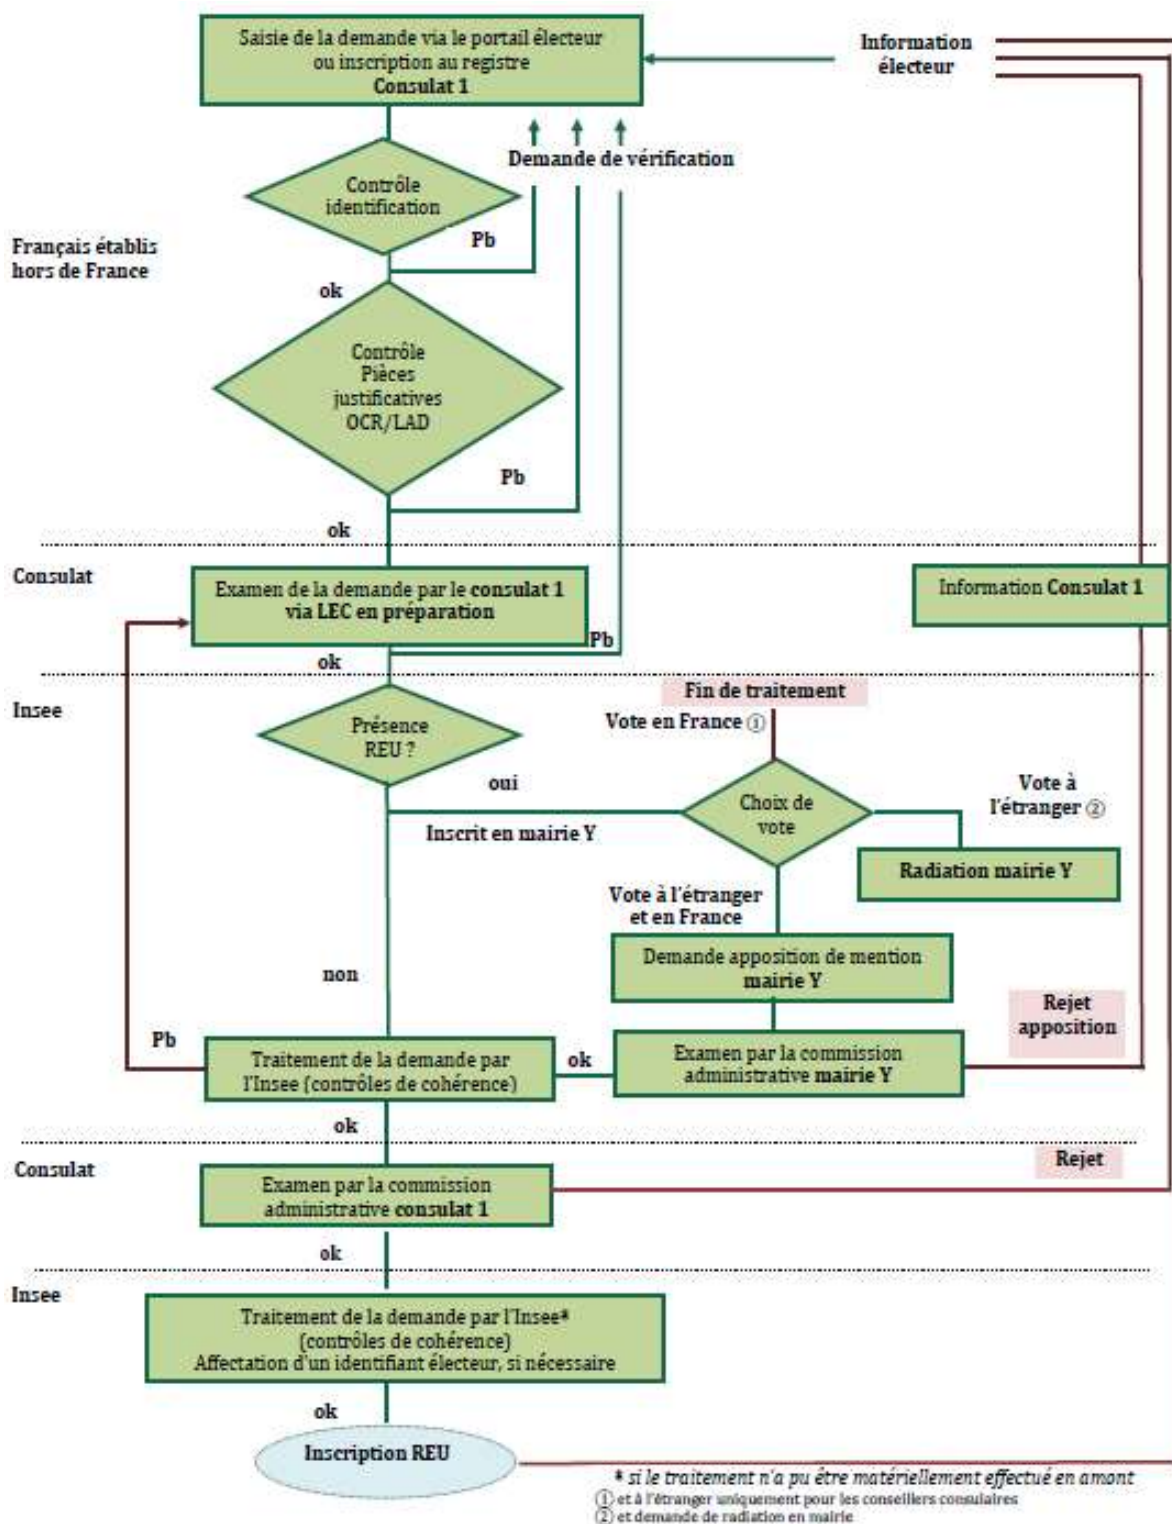 Saisie de la demande via le portail électeur
ou inscription au registre
Consulat 1
Information
électeur
Demande de vérification
Contrôle
identification
Pb
Français établis
hors de France
ok
Contrôle
Pièces
justificatives
OCR/LAD
Pb
ok
Consulat
Examen de la demande par le consulat 1
via LEC en préparation
Information Consulat 1
Pb
ok
Insee
Fin de traitement
Vote en France ①
Présence
REU ?
oui
Inscrit en mairie Y
Choix de
vote
Vote à
l'étranger ②
Radiation mairie Y
Vote à l'étranger
et en France
Demande apposition de mention
mairie Y
non
Rejet
apposition
Pb
Traitement de la demande par
l'Insee (contrôles de cohérence)
ok
Examen par la commission
administrative mairie Y
ok
Consulat
Rejet
Examen par la commission
administrative consulat 1
ok
Insee
Traitement de la demande par l'Insee*
(contrôles de cohérence)
Affectation d'un identifiant électeur, si nécessaire
ok
Inscription REU
* si le traitement n'a pu être matériellement effectué en amont
① et à l'étranger uniquement pour les conseillers consulaires
② et demande de radiation en mairie